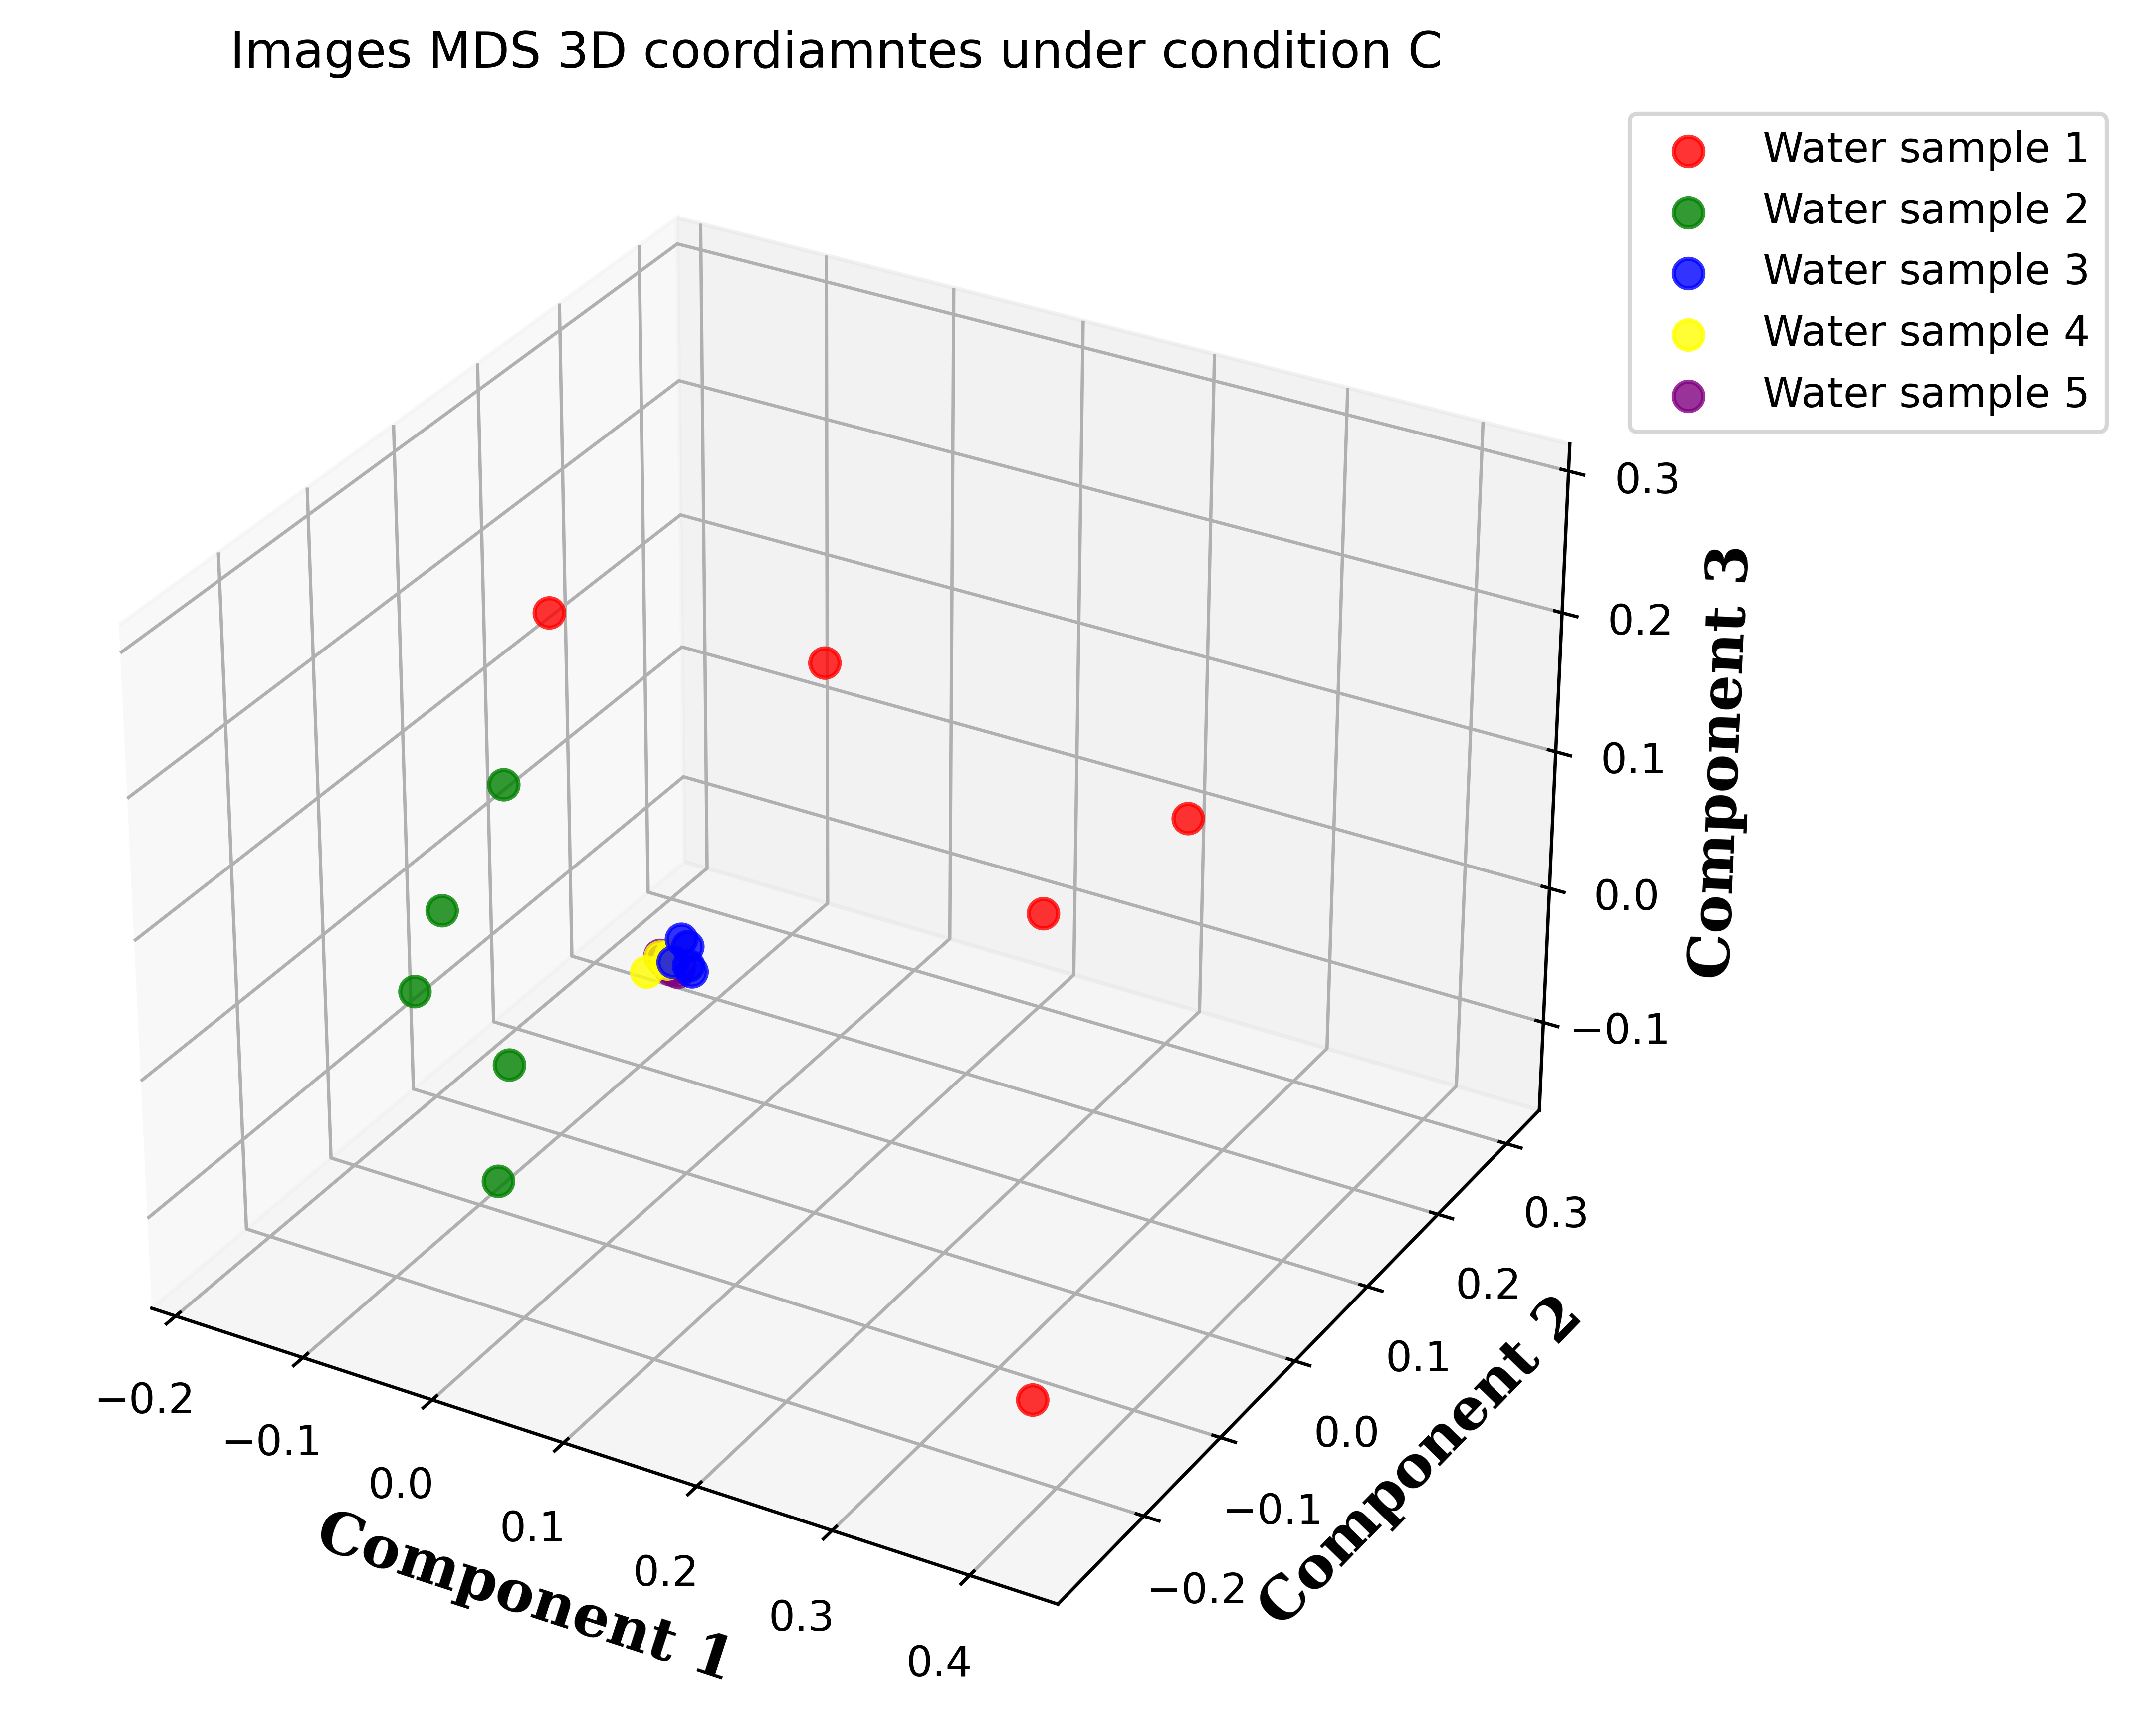 Images MDS 3D coordiamntes under condition C
Water sample 1
Water sample 2
Water sample 3
Water sample 4
Water sample 5
0.3
0.2
0.1
0.0
−0.1
Component 3
0.3
0.2
0.1
0.0
−0.1
−0.2
Component 2
−0.2
−0.1
0.0
0.1
0.2
0.3
0.4
Component 1